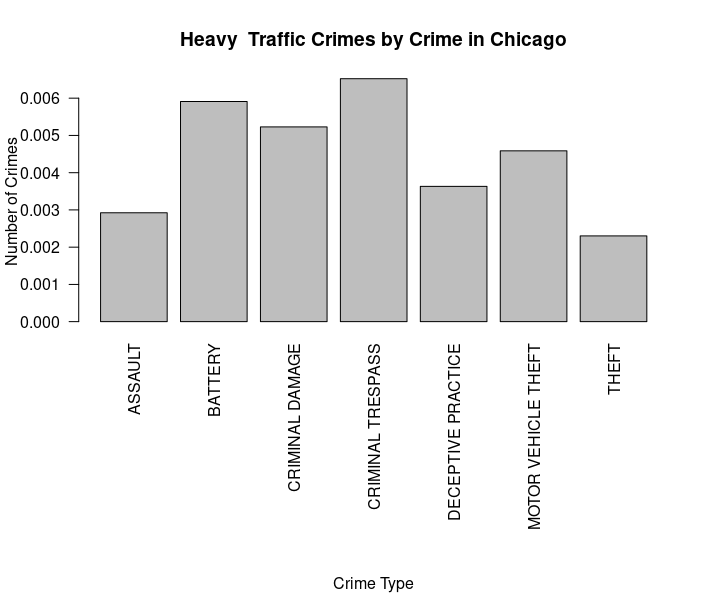 Heavy  Traffic Crimes by Crime in Chicago
Number of Crimes
0.006
0.005
0.004
0.003
0.002
0.001
0.000
ASSAULT
BATTERY
CRIMINAL DAMAGE
CRIMINAL TRESPASS
DECEPTIVE PRACTICE
MOTOR VEHICLE THEFT
THEFT
Crime Type